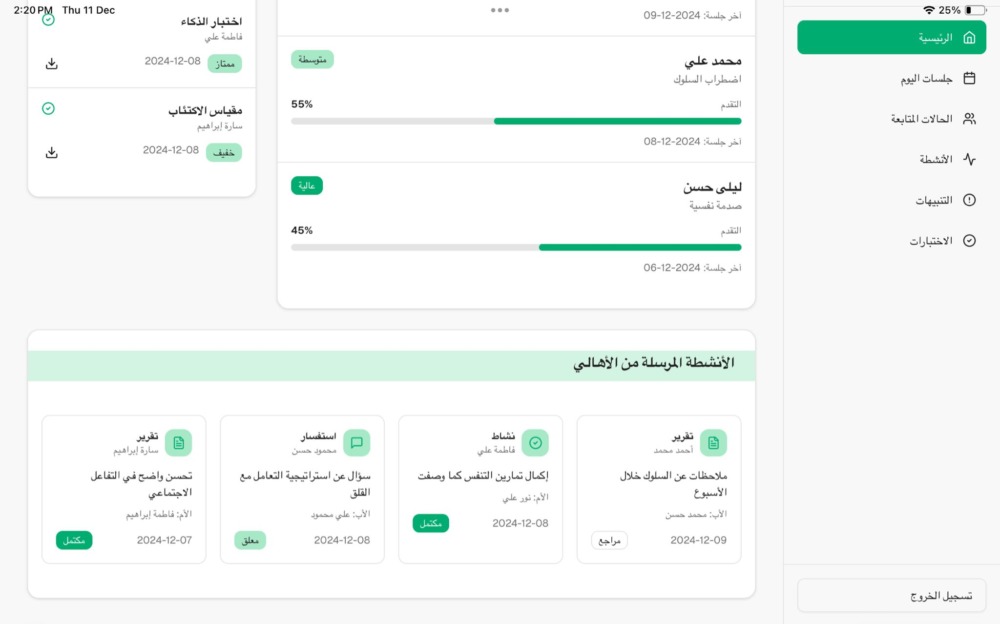 2:20 PM Thu 11 Dec
25%
الرئيسية
جلسات اليوم
الحالات المتابعة
الأنشطة
التنبيهات
الاختبارات
تسجيل الخروج
آخر جلسة: 2024-12-09
محمد علي
متوسطة
اضطراب السلوك
التقدم
55%
آخر جلسة: 2024-12-08
ليلى حسن
عالية
صدمة نفسية
التقدم
45%
آخر جلسة: 2024-12-06
اختبار الذكاء
فاطمة علي
ممتاز
2024-12-08
مقياس الاكتئاب
سارة إبراهيم
خفيف
2024-12-08
الأنشطة المرسلة من الأهالي
تقرير
أحمد محمد
ملاحظات عن السلوك خلال
الأسبوع
الأب: محمد حسن
2024-12-09
مراجع
نشاط
فاطمة علي
إكمال تمارين التنفس كما وصفت
الأم: نور علي
2024-12-08
مكتمل
استفسار
محمود حسن
سؤال عن استراتيجية التعامل مع
القلق
الأب: علي محمود
2024-12-08
معلق
تقرير
سارة إبراهيم
تحسن واضح في التفاعل
الاجتماعي
الأم: فاطمة إبراهيم
2024-12-07
مكتمل